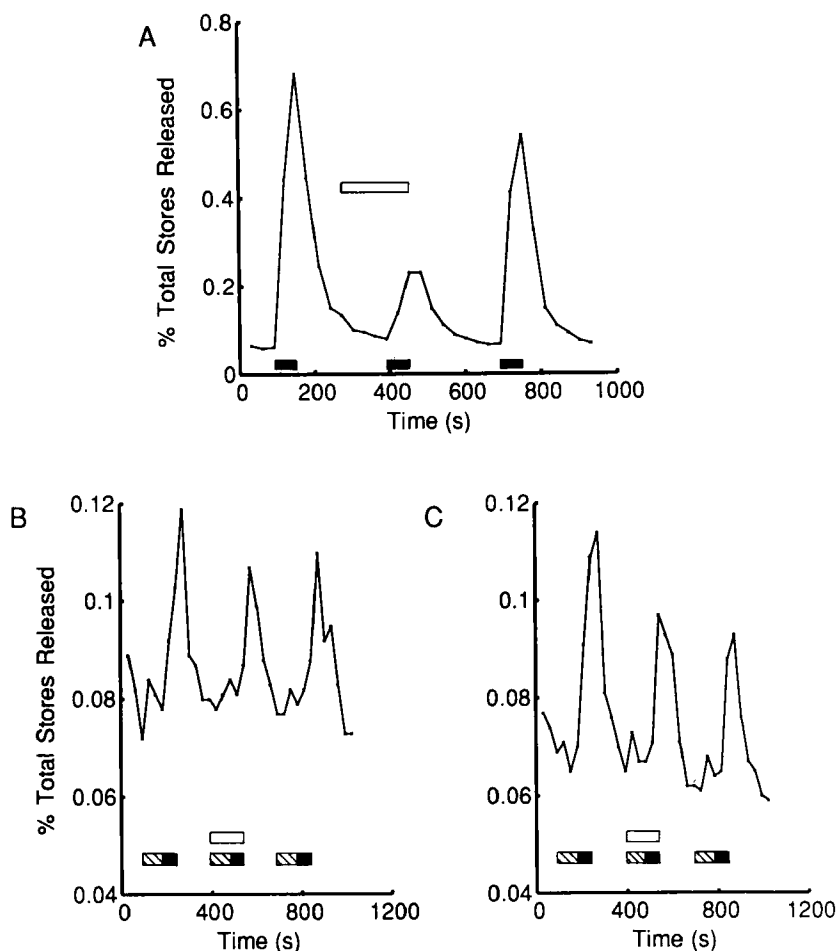 A
% Total Stores Released
0.8
0.6
0.4
0.2
0
0 200 400 600 800 1000
Time (s)
B
% Total Stores Released
0.12
0.1
0.08
0.06
0.04
0 400 800 1200
Time (s)
C
0.12
0.1
0.08
0.06
0.04
0 400 800 1200
Time (s)